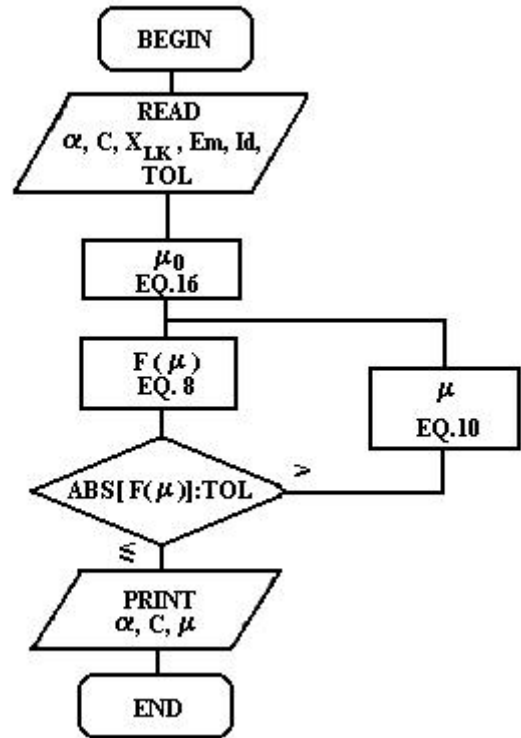 BEGIN
READ
α, C, X_LK, Em, Id,
TOL
μ0
EQ.16
F(μ)
EQ. 8
μ
EQ.10
ABS[F(μ)]:TOL
>
≤
PRINT
α, C, μ
END